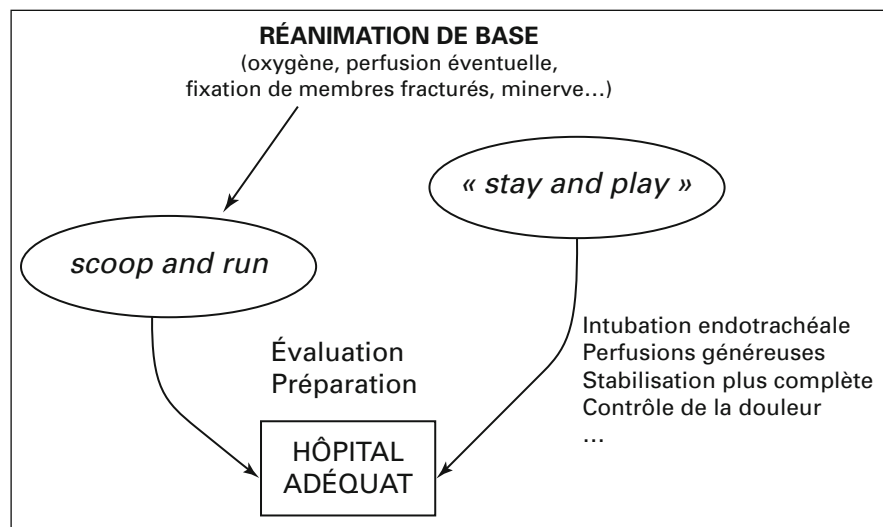 RÉANIMATION DE BASE
(oxygène, perfusion éventuelle,
fixation de membres fracturés, minerve…)
« stay and play »
scoop and run
Intubation endotrachéale
Perfusions généreuses
Stabilisation plus complète
Contrôle de la douleur
…
Évaluation
Préparation
HÔPITAL
ADÉQUAT